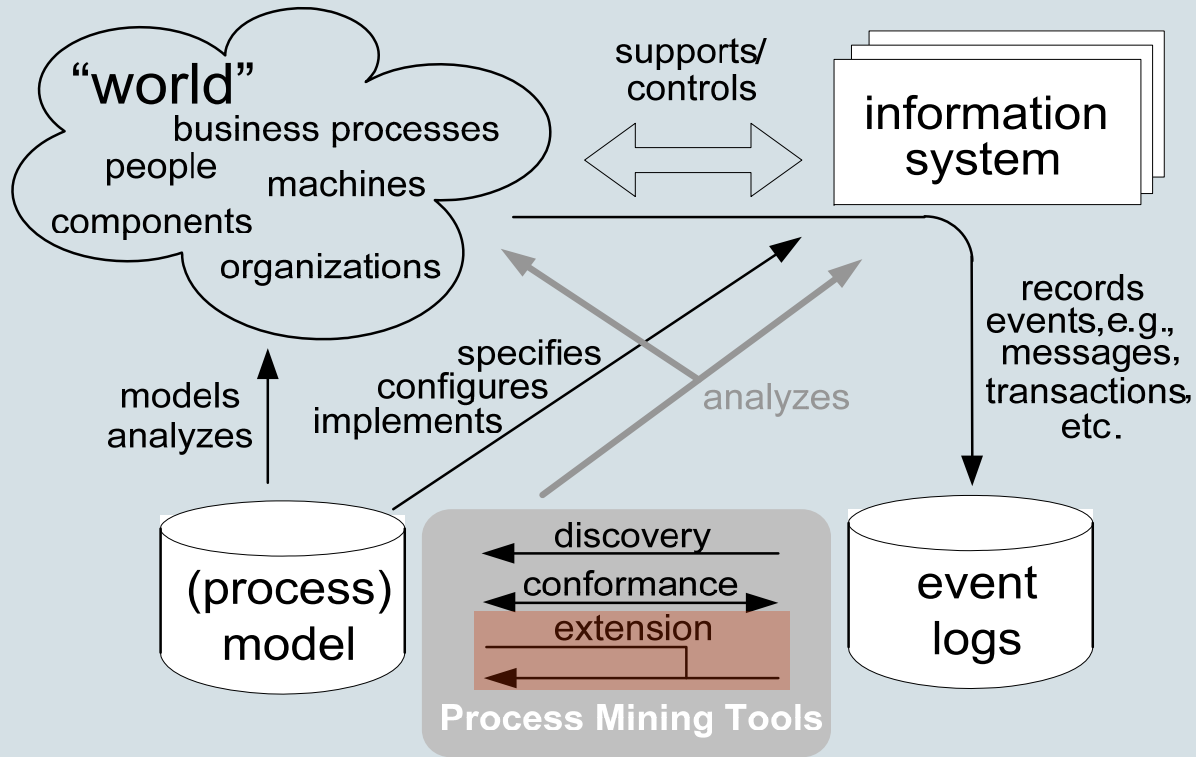 “world”
business processes
people
machines
components
organizations
supports/
controls
information
system
records
events,e.g.,
messages,
transactions,
etc.
models
analyzes
specifies
configures
implements
analyzes
(process)
model
discovery
conformance
extension
Process Mining Tools
event
logs